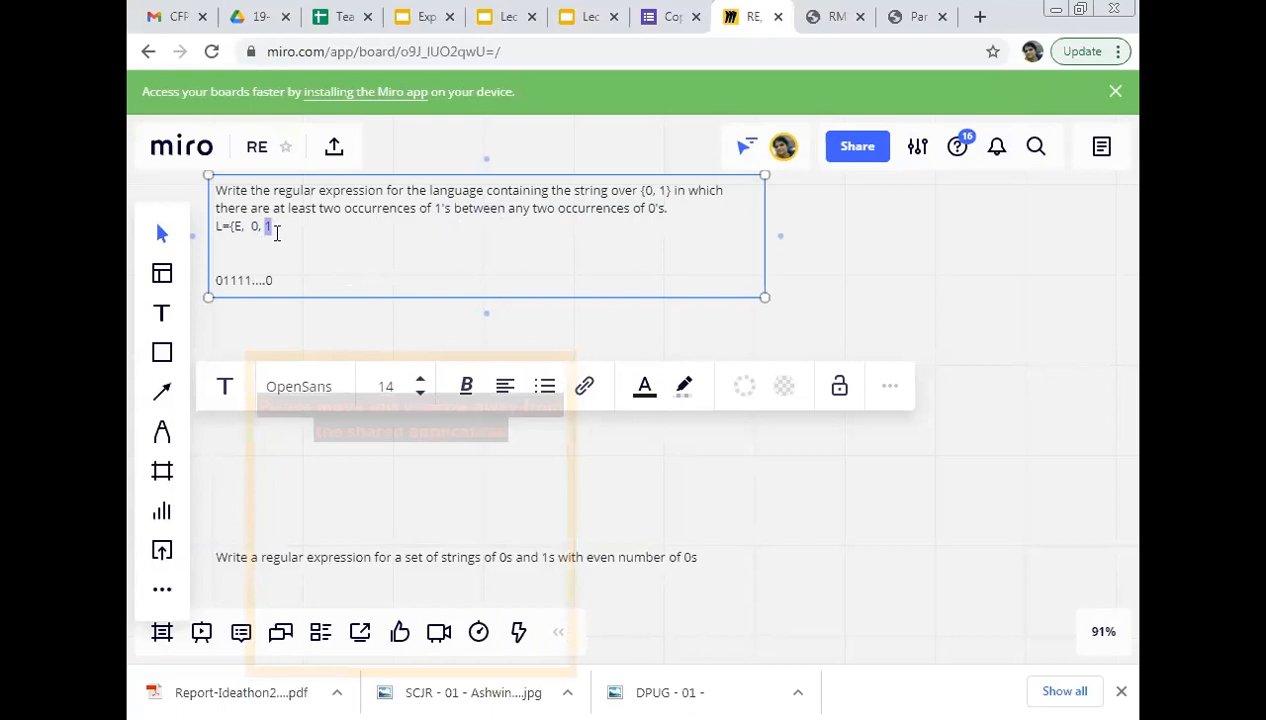 CFP
19-
Tea
Exp
Lec
Lec
Cop
RE,
RM
Par
miro.com/app/board/o9J_lUO2qwU=/
Update
Access your boards faster by installing the Miro app on your device.
miro
RE
Share
16
Write the regular expression for the language containing the string over {0, 1} in which
there are at least two occurrences of 1's between any two occurrences of 0's.
L={E, 0, 1
01111....0
OpenSans
14
B
A
the shared application
Write a regular expression for a set of strings of 0s and 1s with even number of 0s
91%
Report-Ideathon2....pdf
SCJR - 01 - Ashwin....jpg
DPUG - 01 -
Show all